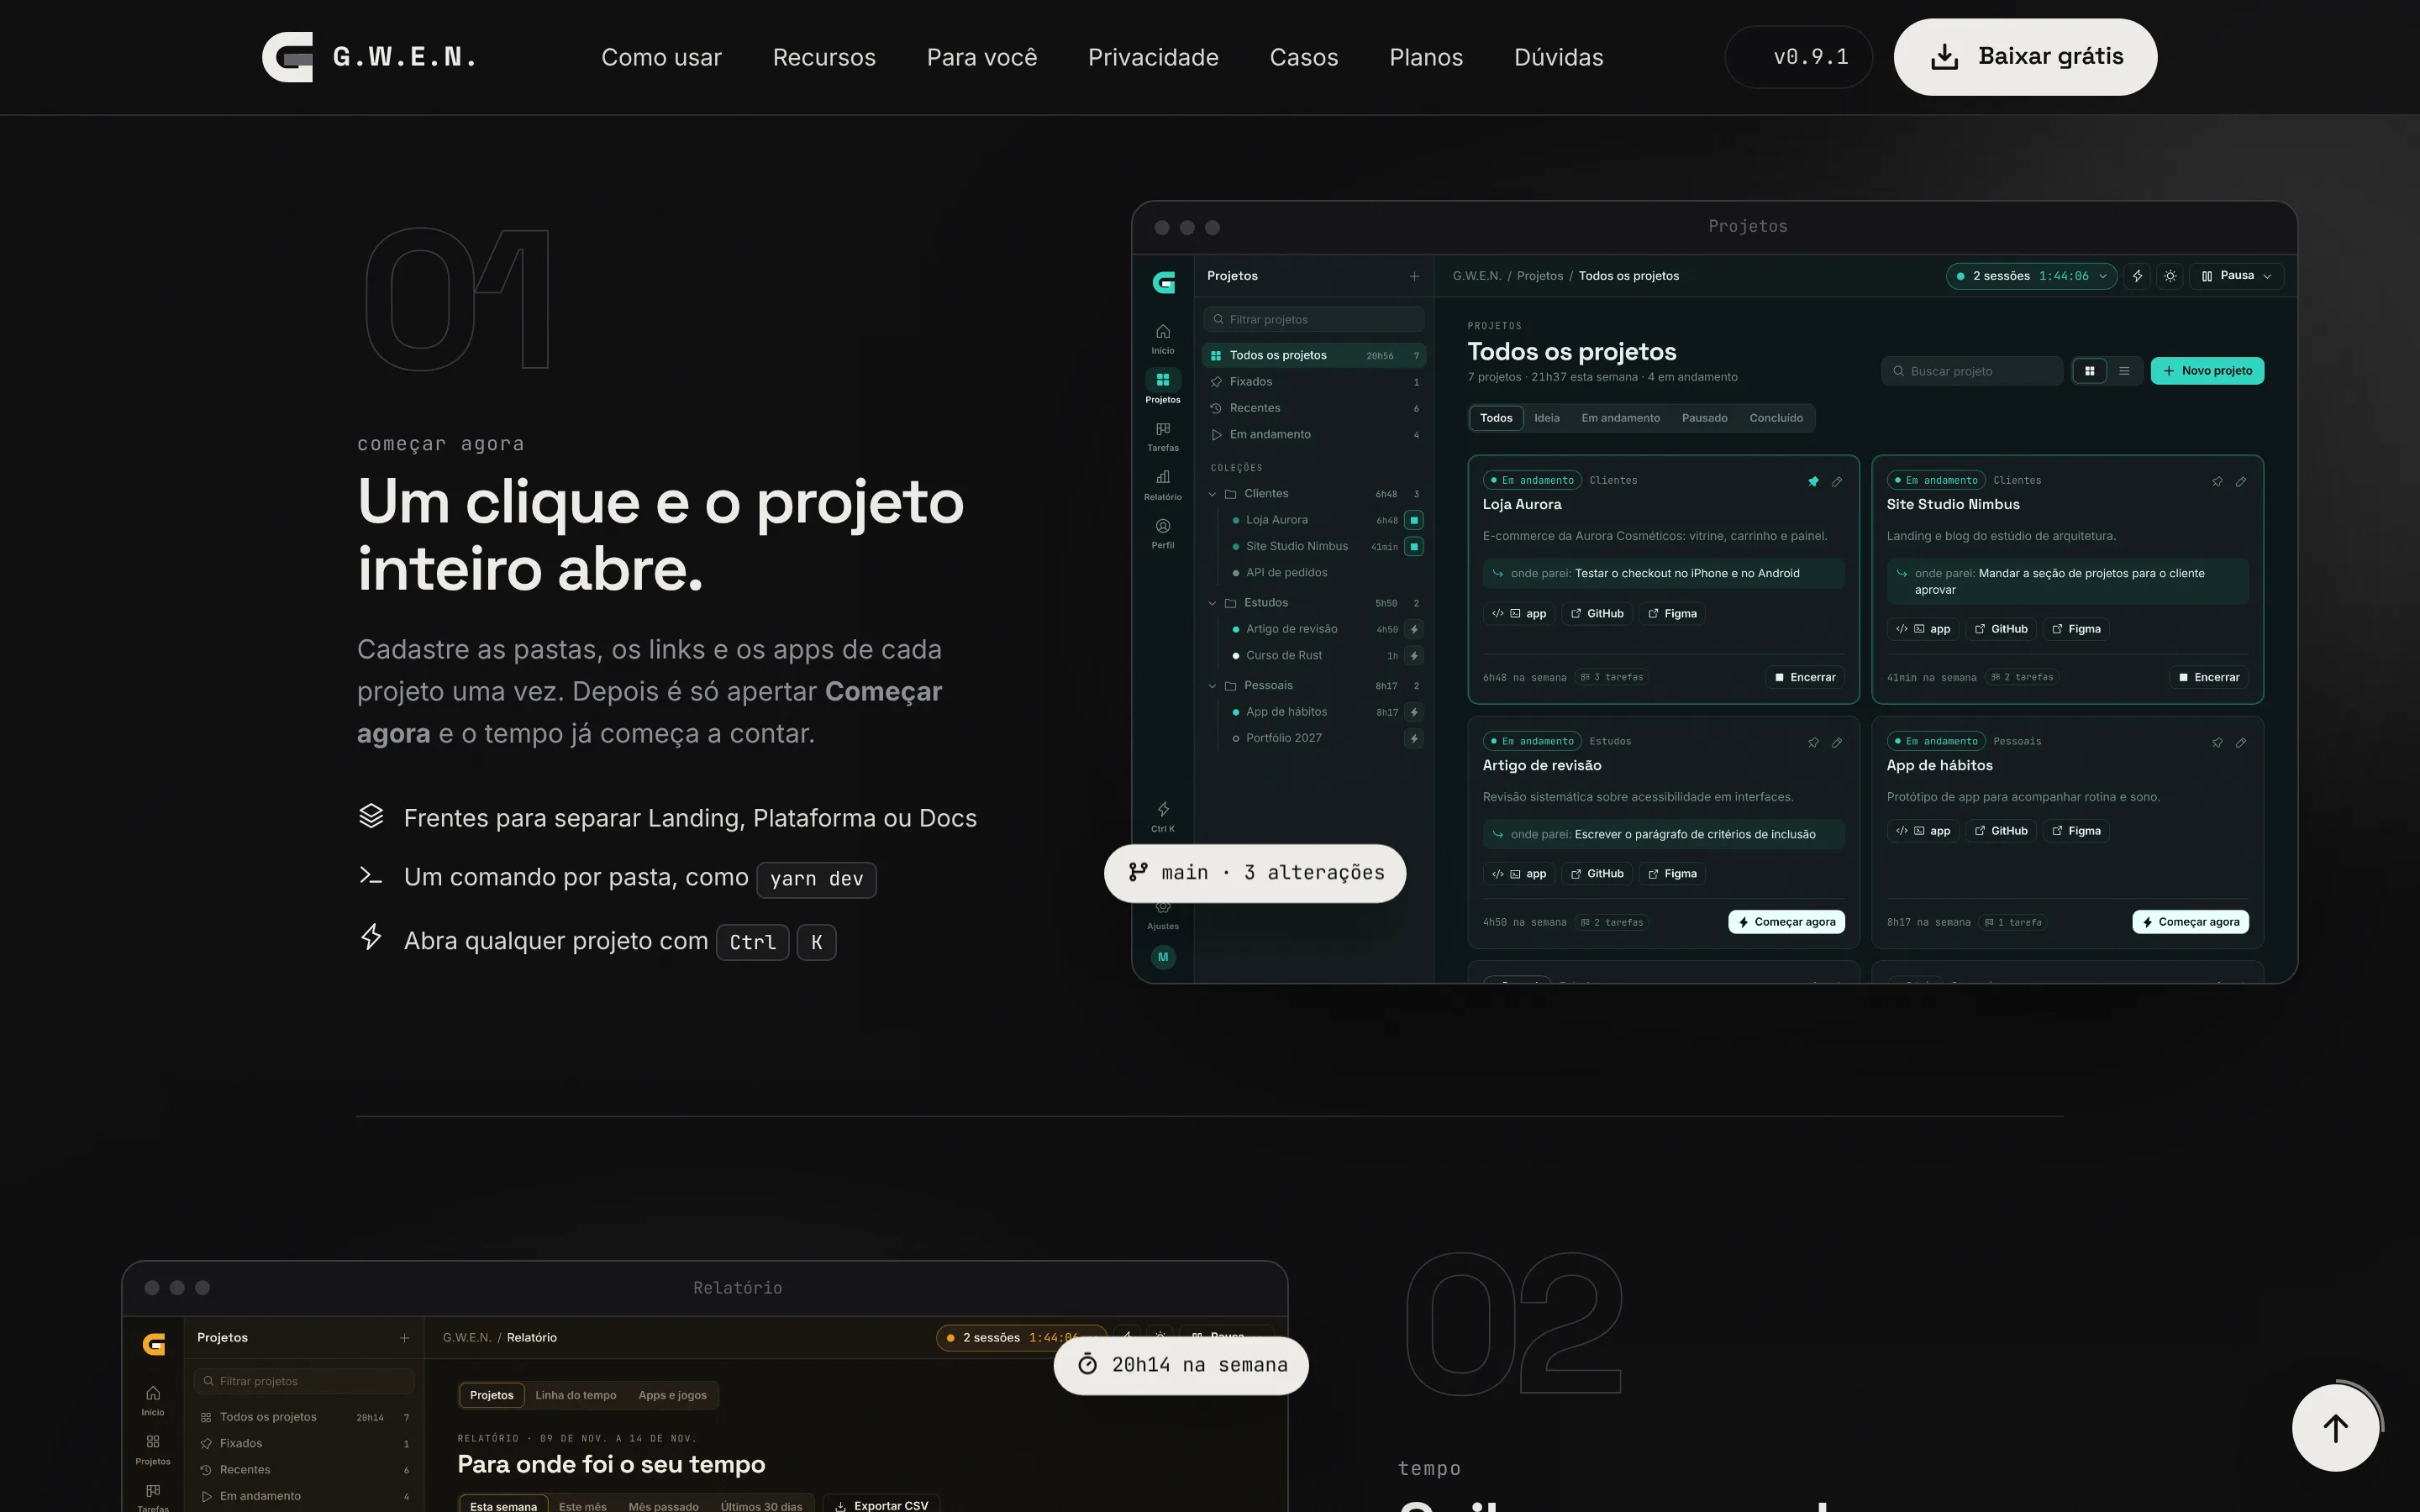 G.W.E.N.
Como usar
Recursos
Para você
Privacidade
Casos
Planos
Dúvidas
v0.9.1
Baixar grátis
01
começar agora
Um clique e o projeto
inteiro abre.
Cadastre as pastas, os links e os apps de cada
projeto uma vez. Depois é só apertar Começar
agora e o tempo já começa a contar.
Frentes para separar Landing, Plataforma ou Docs
Um comando por pasta, como yarn dev
Abra qualquer projeto com Ctrl K
Projetos
Início
Projetos
Tarefas
Relatório
Perfil
Ctrl K
Ajustes
M
Projetos
Filtrar projetos
Todos os projetos 20h56 7
Fixados 1
Recentes 6
Em andamento 4
COLEÇÕES
Clientes 6h48 3
Loja Aurora 6h48
Site Studio Nimbus 41min
API de pedidos
Estudos 5h50 2
Artigo de revisão 4h50
Curso de Rust 1h
Pessoais 8h17 2
App de hábitos 8h17
Portfólio 2027
main · 3 alterações
G.W.E.N. / Projetos / Todos os projetos
2 sessões 1:44:06
Pausa
PROJETOS
Todos os projetos
7 projetos · 21h37 esta semana · 4 em andamento
Buscar projeto
Novo projeto
Todos Ideia Em andamento Pausado Concluído
Em andamento Clientes
Loja Aurora
E-commerce da Aurora Cosméticos: vitrine, carrinho e painel.
onde parei: Testar o checkout no iPhone e no Android
app GitHub Figma
6h48 na semana 3 tarefas Encerrar
Em andamento Clientes
Site Studio Nimbus
Landing e blog do estúdio de arquitetura.
onde parei: Mandar a seção de projetos para o cliente
aprovar
app GitHub Figma
41min na semana 2 tarefas Encerrar
Em andamento Estudos
Artigo de revisão
Revisão sistemática sobre acessibilidade em interfaces.
onde parei: Escrever o parágrafo de critérios de inclusão
app GitHub Figma
4h50 na semana 2 tarefas Começar agora
Em andamento Pessoais
App de hábitos
Protótipo de app para acompanhar rotina e sono.
app GitHub Figma
8h17 na semana 1 tarefa Começar agora
Relatório
Início
Projetos
Tarefas
Projetos
Filtrar projetos
Todos os projetos 20h14 7
Fixados 1
Recentes 6
Em andamento 4
G.W.E.N. / Relatório
2 sessões 1:44:06
Pausa
20h14 na semana
Projetos Linha do tempo Apps e jogos
RELATÓRIO · 09 DE NOV. A 14 DE NOV.
Para onde foi o seu tempo
Esta semana Este mês Mês passado Últimos 30 dias Exportar CSV
02
tempo